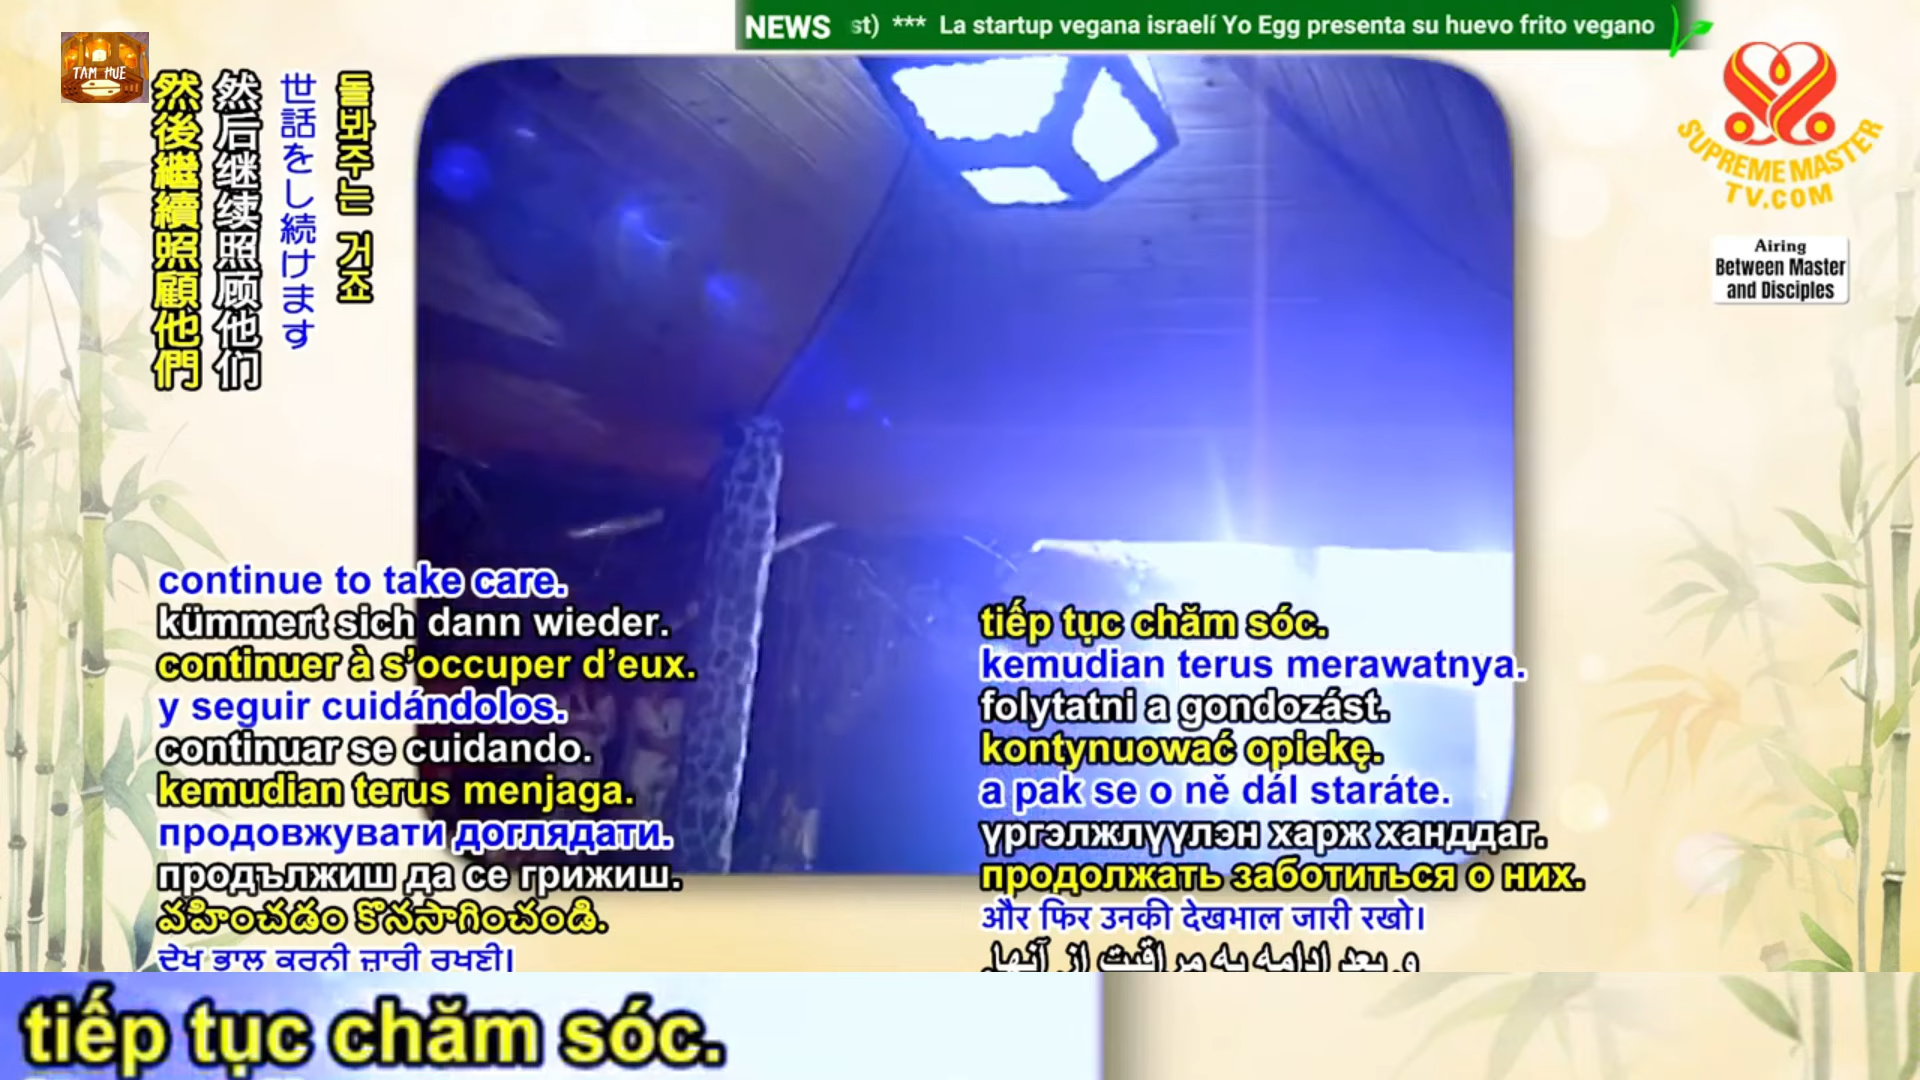 NEWS st) *** La startup vegana israelí Yo Egg presenta su huevo frito vegano
TAM HUE
SUPREME MASTER
TV.COM
Airing
Between Master
and Disciples
然後繼續照顧他們
然后继续照顾他们
世話をし続けます
돌봐주는 거죠
continue to take care.
kümmert sich dann wieder.
continuer à s’occuper d’eux.
y seguir cuidándolos.
continuar se cuidando.
kemudian terus menjaga.
продовжувати доглядати.
продължиш да се грижиш.
వహించడం కొనసాగించండి.
ਦੇਖ ਭਾਲ ਕਰਨੀ ਜ਼ਾਰੀ ਰਖਣੀ।
tiếp tục chăm sóc.
kemudian terus merawatnya.
folytatni a gondozást.
kontynuować opiekę.
a pak se o ně dál staráte.
үргэлжлүүлэн харж ханддаг.
продолжать заботиться о них.
और फिर उनकी देखभाल जारी रखो।
و بعد ادامه به مراقبت از آنها.
tiếp tục chăm sóc.